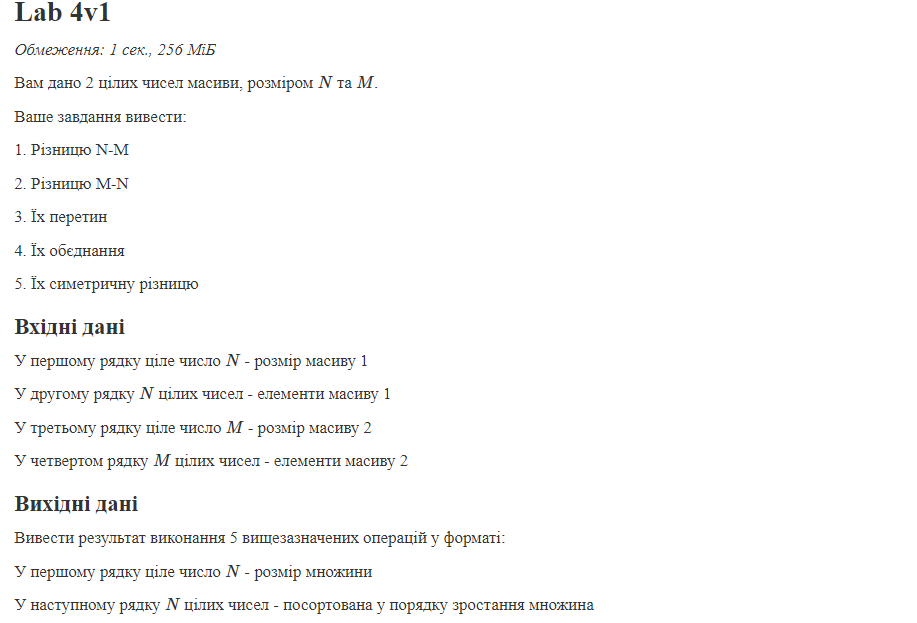 Lab 4v1
Обмеження: 1 сек., 256 МіБ
Вам дано 2 цілих чисел масиви, розміром N та M.
Ваше завдання вивести:
1. Різницю N-M
2. Різницю M-N
3. Їх перетин
4. Їх обєднання
5. Їх симетричну різницю
Вхідні дані
У першому рядку ціле число N - розмір масиву 1
У другому рядку N цілих чисел - елементи масиву 1
У третьому рядку ціле число M - розмір масиву 2
У четвертом рядку M цілих чисел - елементи масиву 2
Вихідні дані
Вивести результат виконання 5 вищезазначених операцій у форматі:
У першому рядку ціле число N - розмір множини
У наступному рядку N цілих чисел - посортована у порядку зростання множина